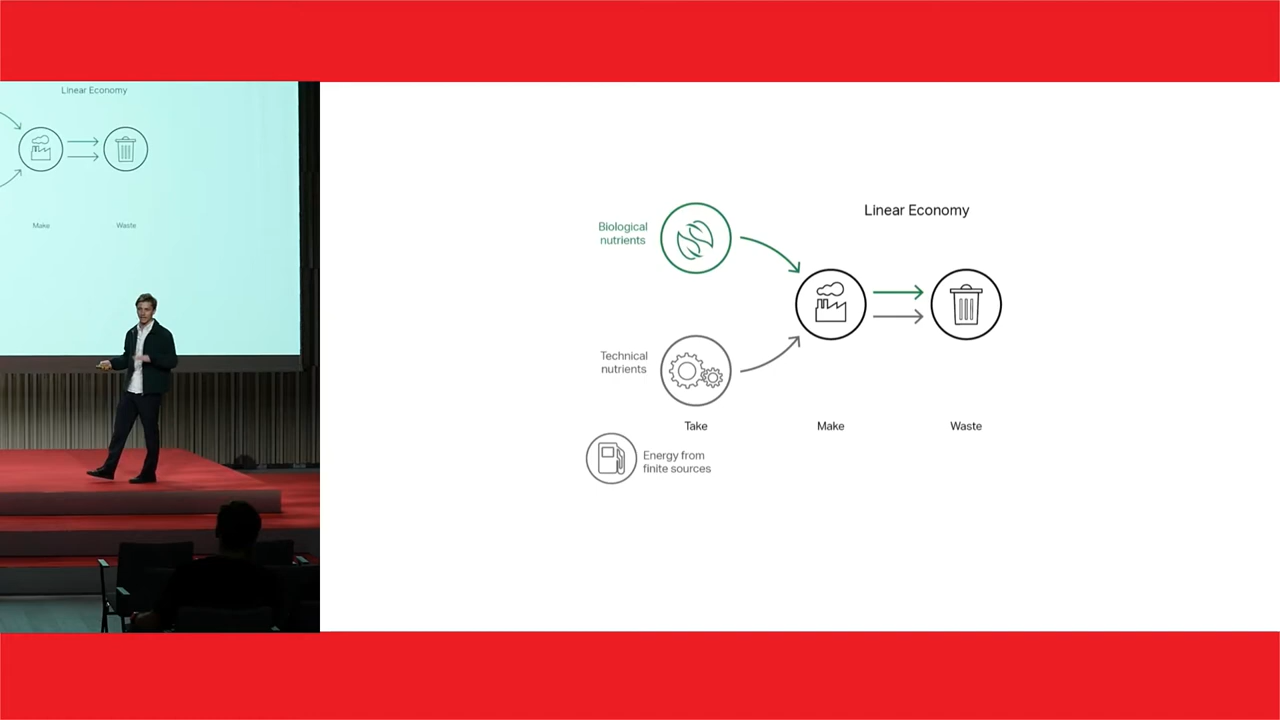 Linear Economy
Make
Waste
Linear Economy
Biological
nutrients
Technical
nutrients
Take
Make
Waste
Energy from
finite sources